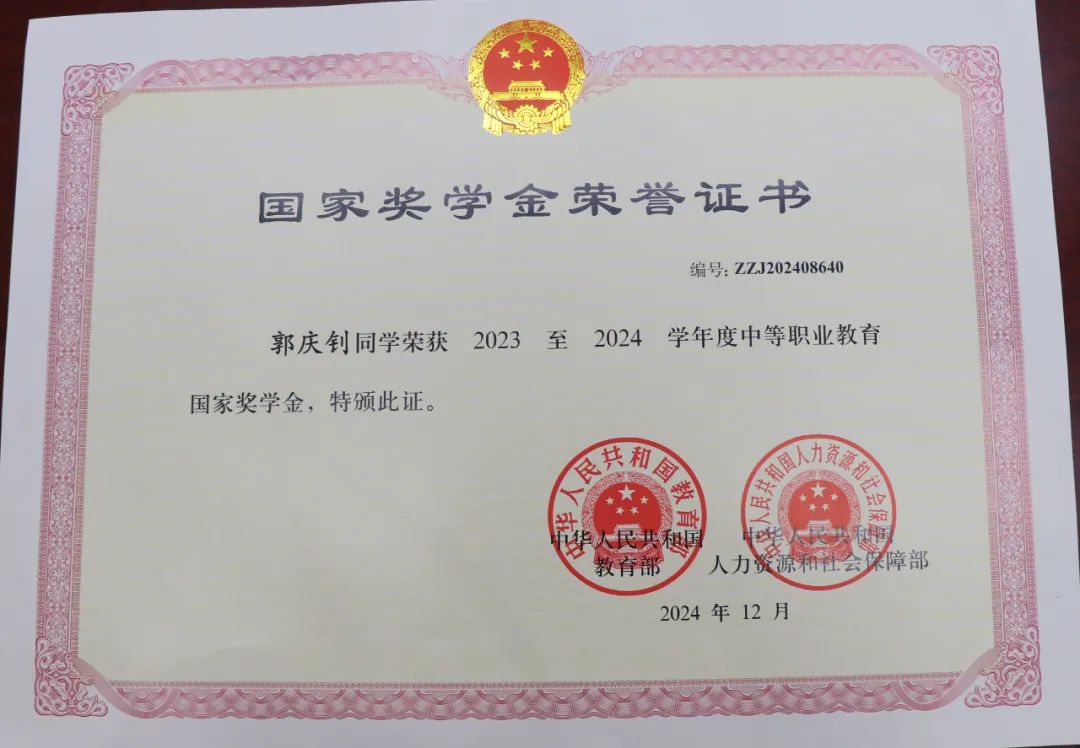 国家奖学金荣誉证书
编号: ZZJ202408640
郭庆钊同学荣获 2023 至 2024 学年度中等职业教育
国家奖学金，特颁此证。
中华人民共和国教育部
中华人民共和国人力资源和社会保障部
中华人民共和国
教育部
中华人民共和国
人力资源和社会保障部
2024 年 12 月